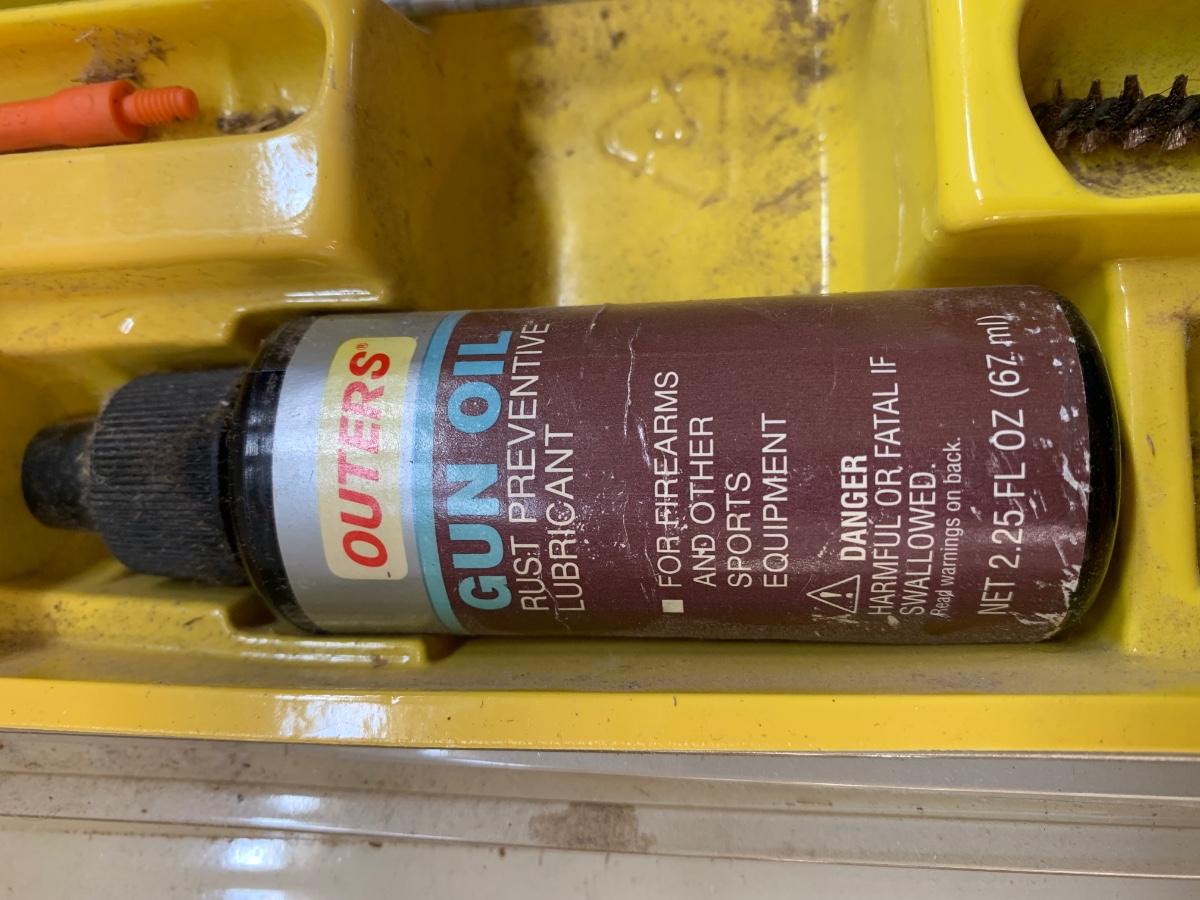 OUTERS®
GUN OIL
RUST PREVENTIVE
LUBRICANT
FOR FIREARMS
AND OTHER
SPORTS
EQUIPMENT
DANGER
HARMFUL OR FATAL IF
SWALLOWED.
Read warnings on back.
NET 2.25 FL OZ (67 ml)